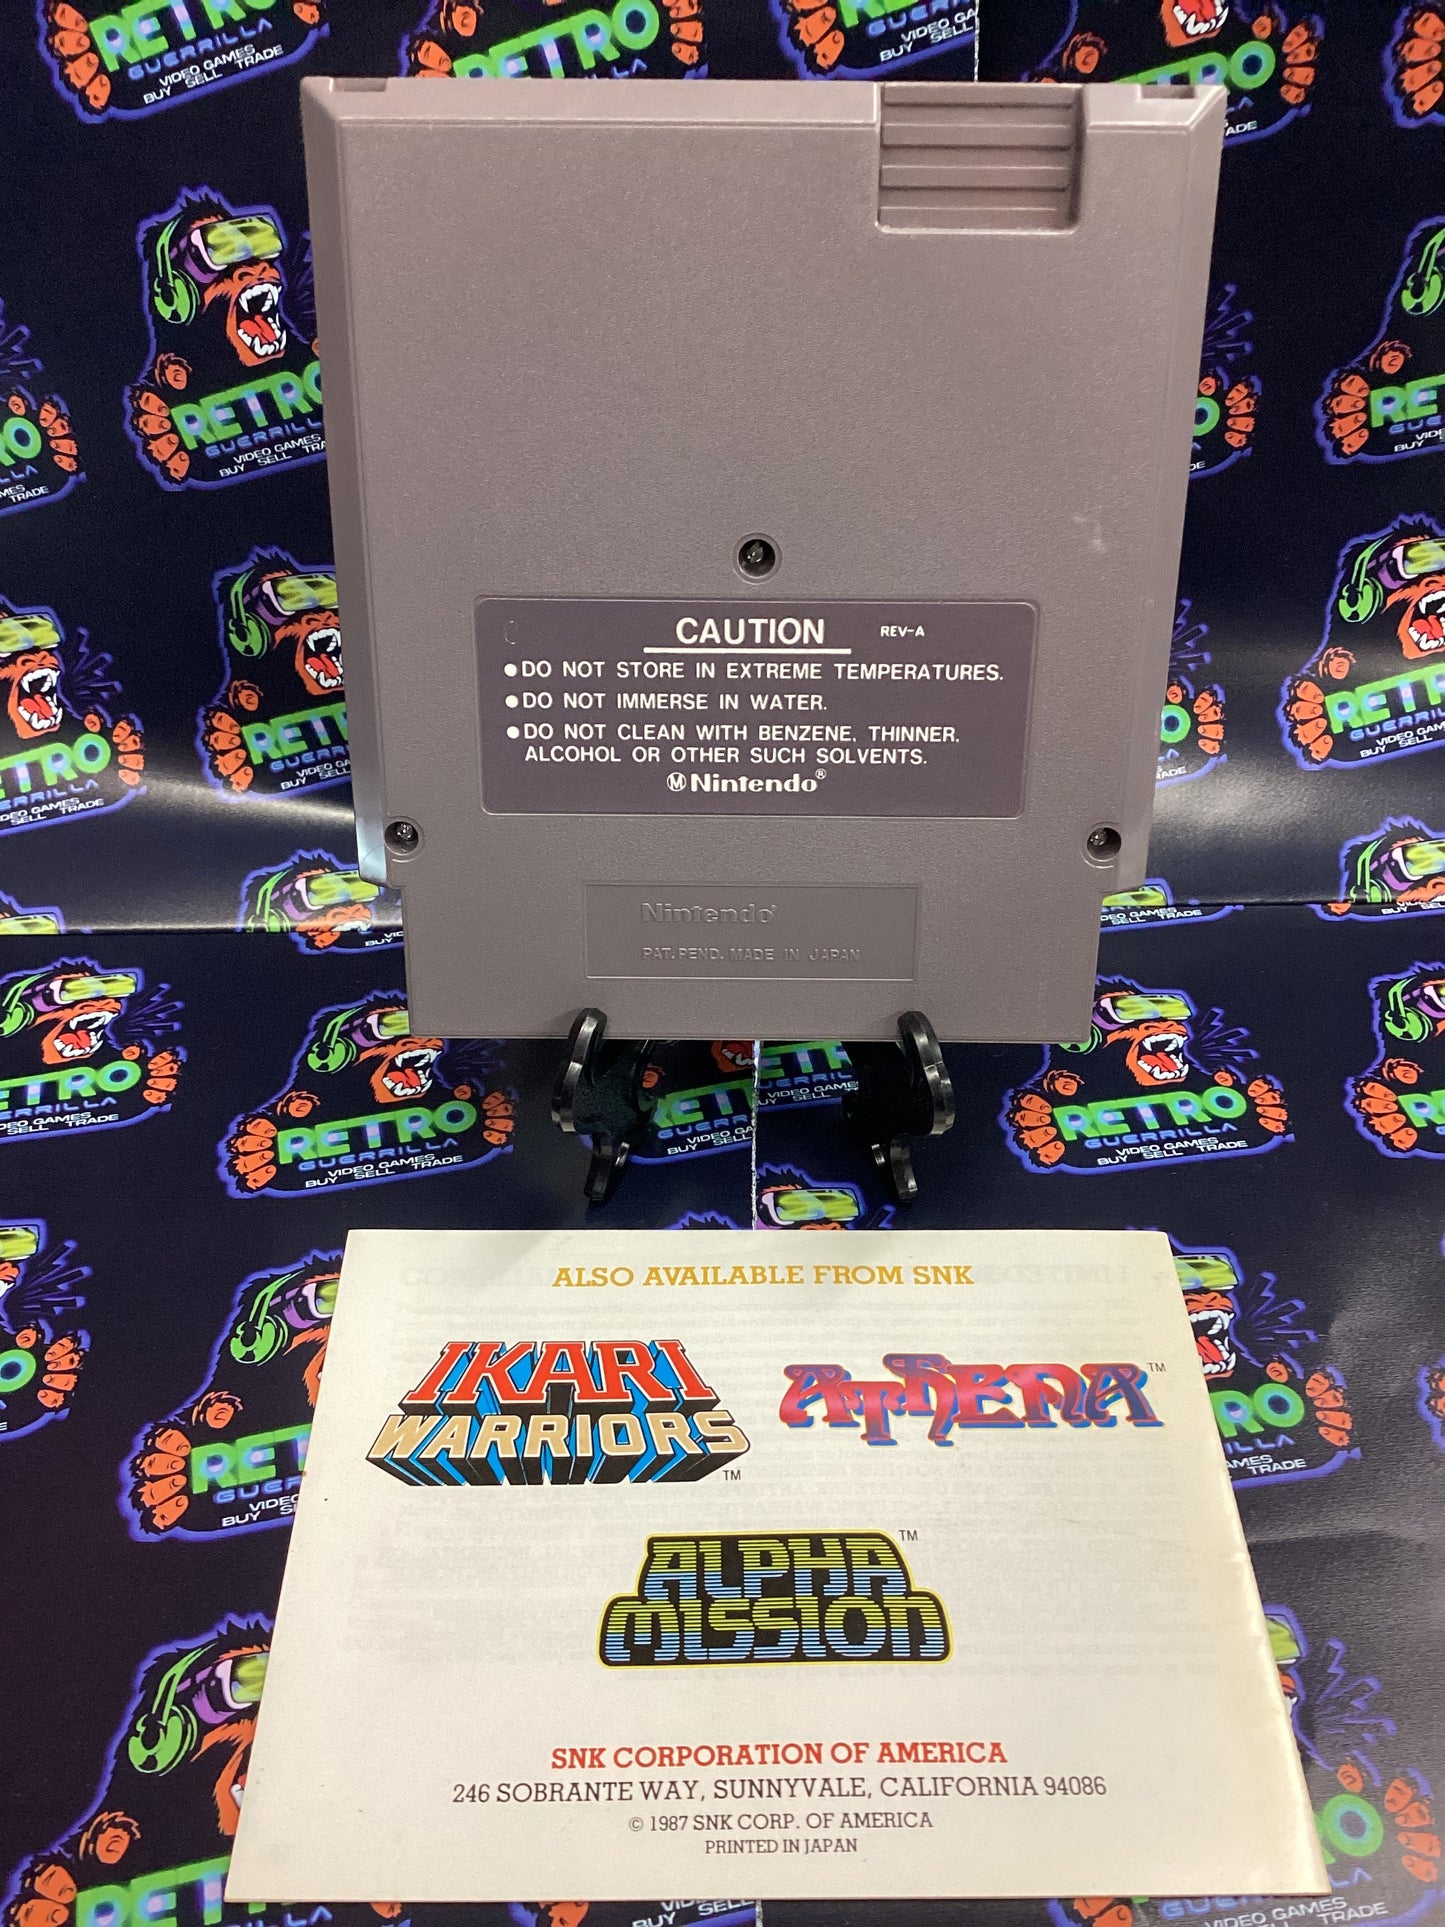 CAUTION REV-A
●DO NOT STORE IN EXTREME TEMPERATURES.
●DO NOT IMMERSE IN WATER.
●DO NOT CLEAN WITH BENZENE, THINNER,
ALCOHOL OR OTHER SUCH SOLVENTS.
Nintendo®
Nintendo®
PAT. PEND. MADE IN JAPAN
ALSO AVAILABLE FROM SNK
IKARI
WARRIORS™
ATHENA™
ALPHA
MISSION™
SNK CORPORATION OF AMERICA
246 SOBRANTE WAY, SUNNYVALE, CALIFORNIA 94086
© 1987 SNK CORP. OF AMERICA
PRINTED IN JAPAN
RETRO
GUERRILLA
VIDEO GAMES
BUY SELL TRADE